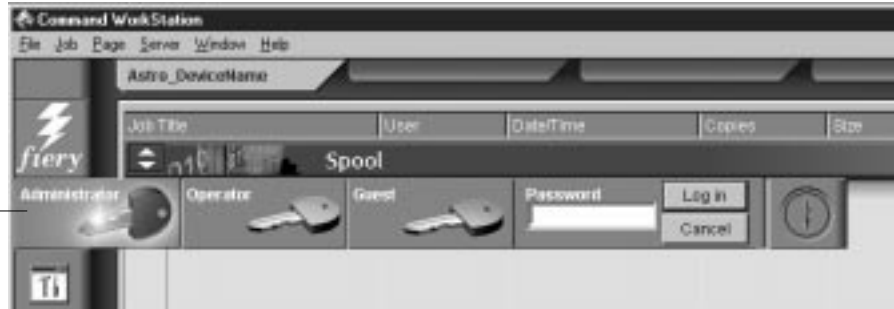 Command WorkStation
File Job Page Server Window Help
Astro_DeviceName
Job Title User Date/Time Copies Size
fiery
Spool
Administrator Operator Guest Password Log in
Cancel